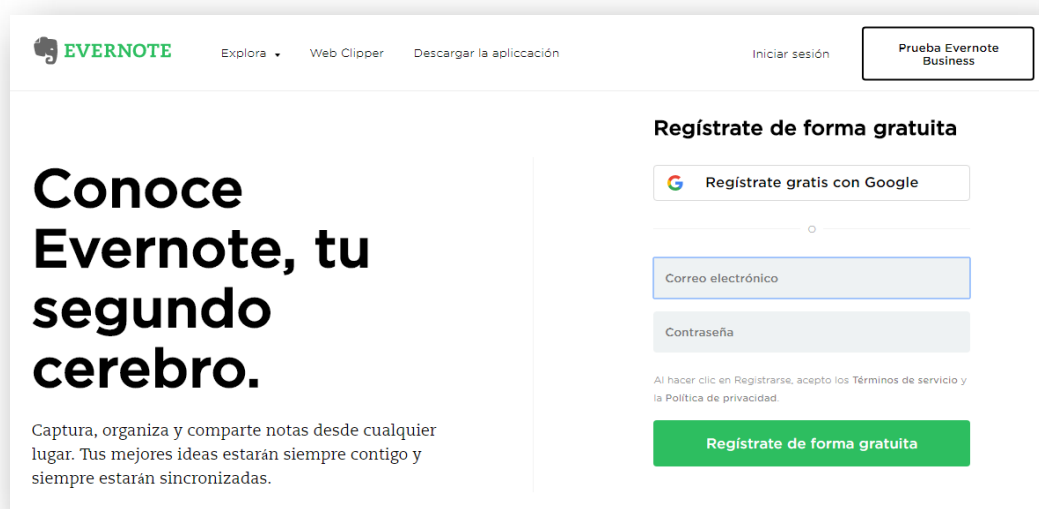 EVERNOTE
Explora
Web Clipper
Descargar la apliccación
Iniciar sesión
Prueba Evernote
Business
Conoce
Evernote, tu
segundo
cerebro.
Captura, organiza y comparte notas desde cualquier
lugar. Tus mejores ideas estarán siempre contigo y
siempre estarán sincronizadas.
Regístrate de forma gratuita
G Regístrate gratis con Google
O
Correo electrónico
Contraseña
Al hacer clic en Registrarse, acepto los Términos de servicio y
la Política de privacidad.
Regístrate de forma gratuita